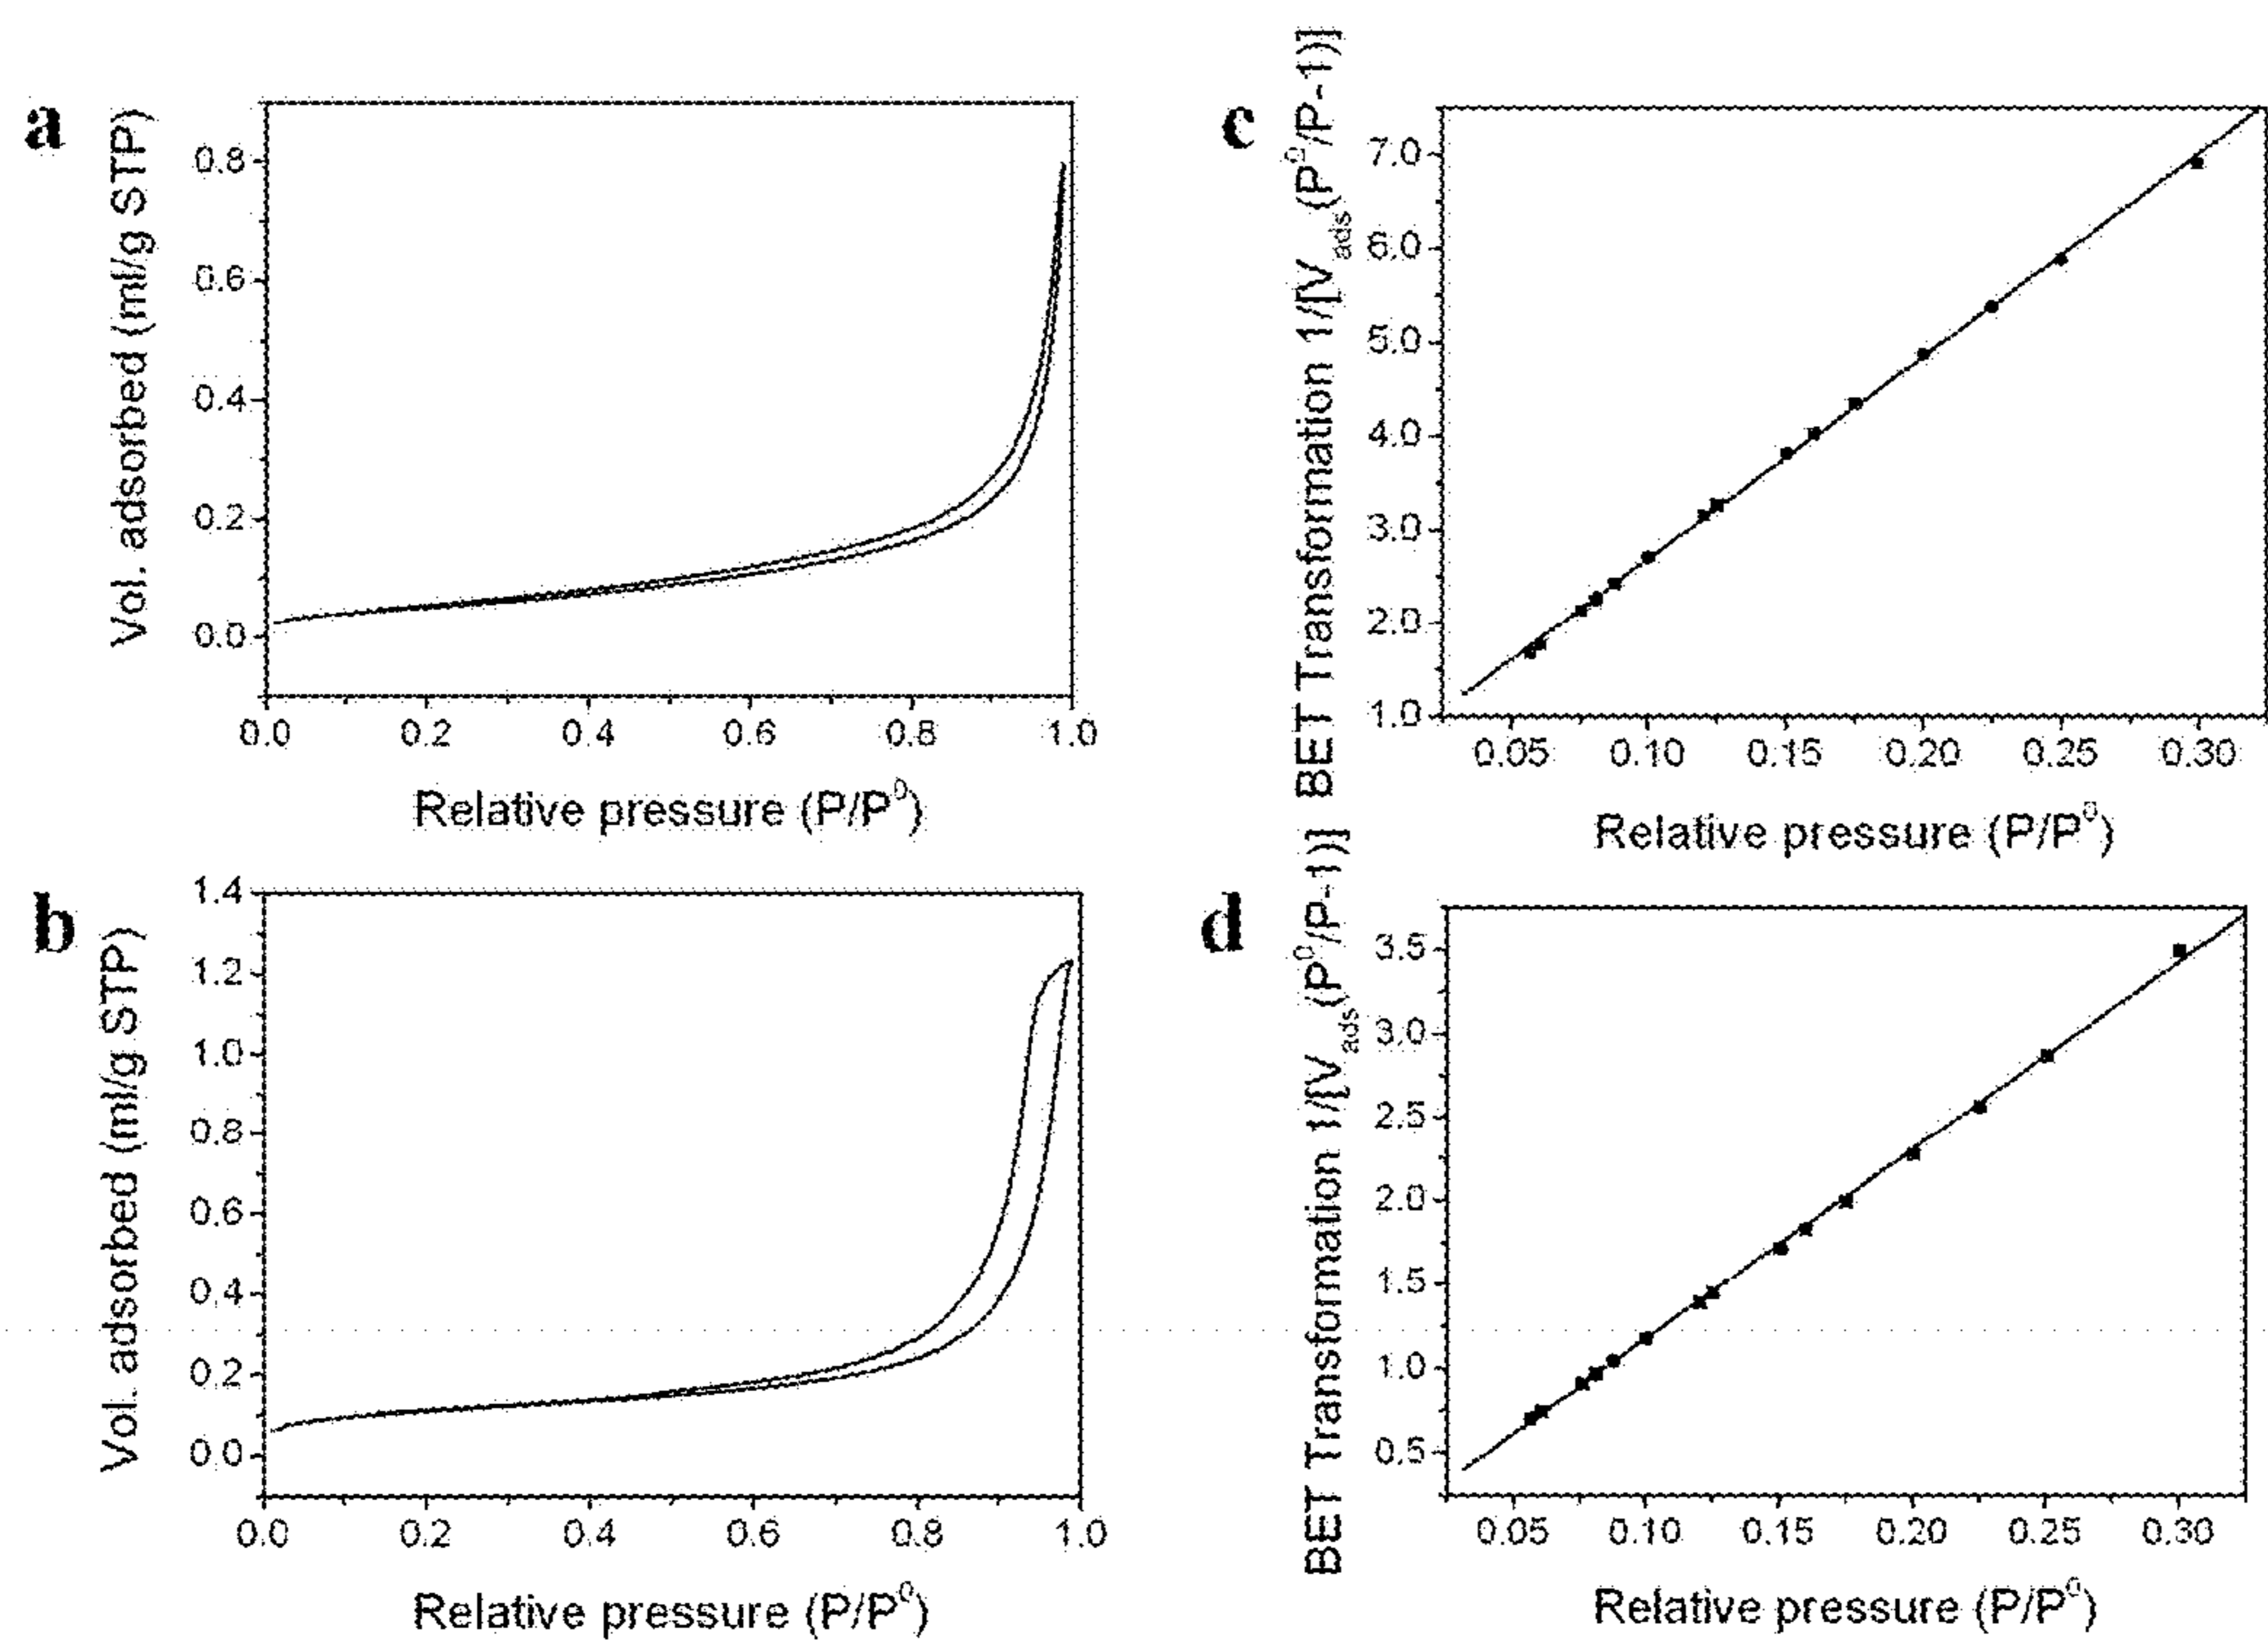 a
Vol. adsorbed (ml/g STP)
0.8
0.6
0.4
0.2
0.0
0.0 0.2 0.4 0.6 0.8 1.0
Relative pressure (P/P⁰)
b
Vol. adsorbed (ml/g STP)
1.4
1.2
1.0
0.8
0.6
0.4
0.2
0.0
0.0 0.2 0.4 0.6 0.8 1.0
Relative pressure (P/P⁰)
c
BET Transformation 1/[V_ads(P⁰/P-1)]
7.0
6.0
5.0
4.0
3.0
2.0
1.0
0.05 0.10 0.15 0.20 0.25 0.30
Relative pressure (P/P⁰)
d
BET Transformation 1/[V_ads(P⁰/P-1)]
3.5
3.0
2.5
2.0
1.5
1.0
0.5
0.05 0.10 0.15 0.20 0.25 0.30
Relative pressure (P/P⁰)